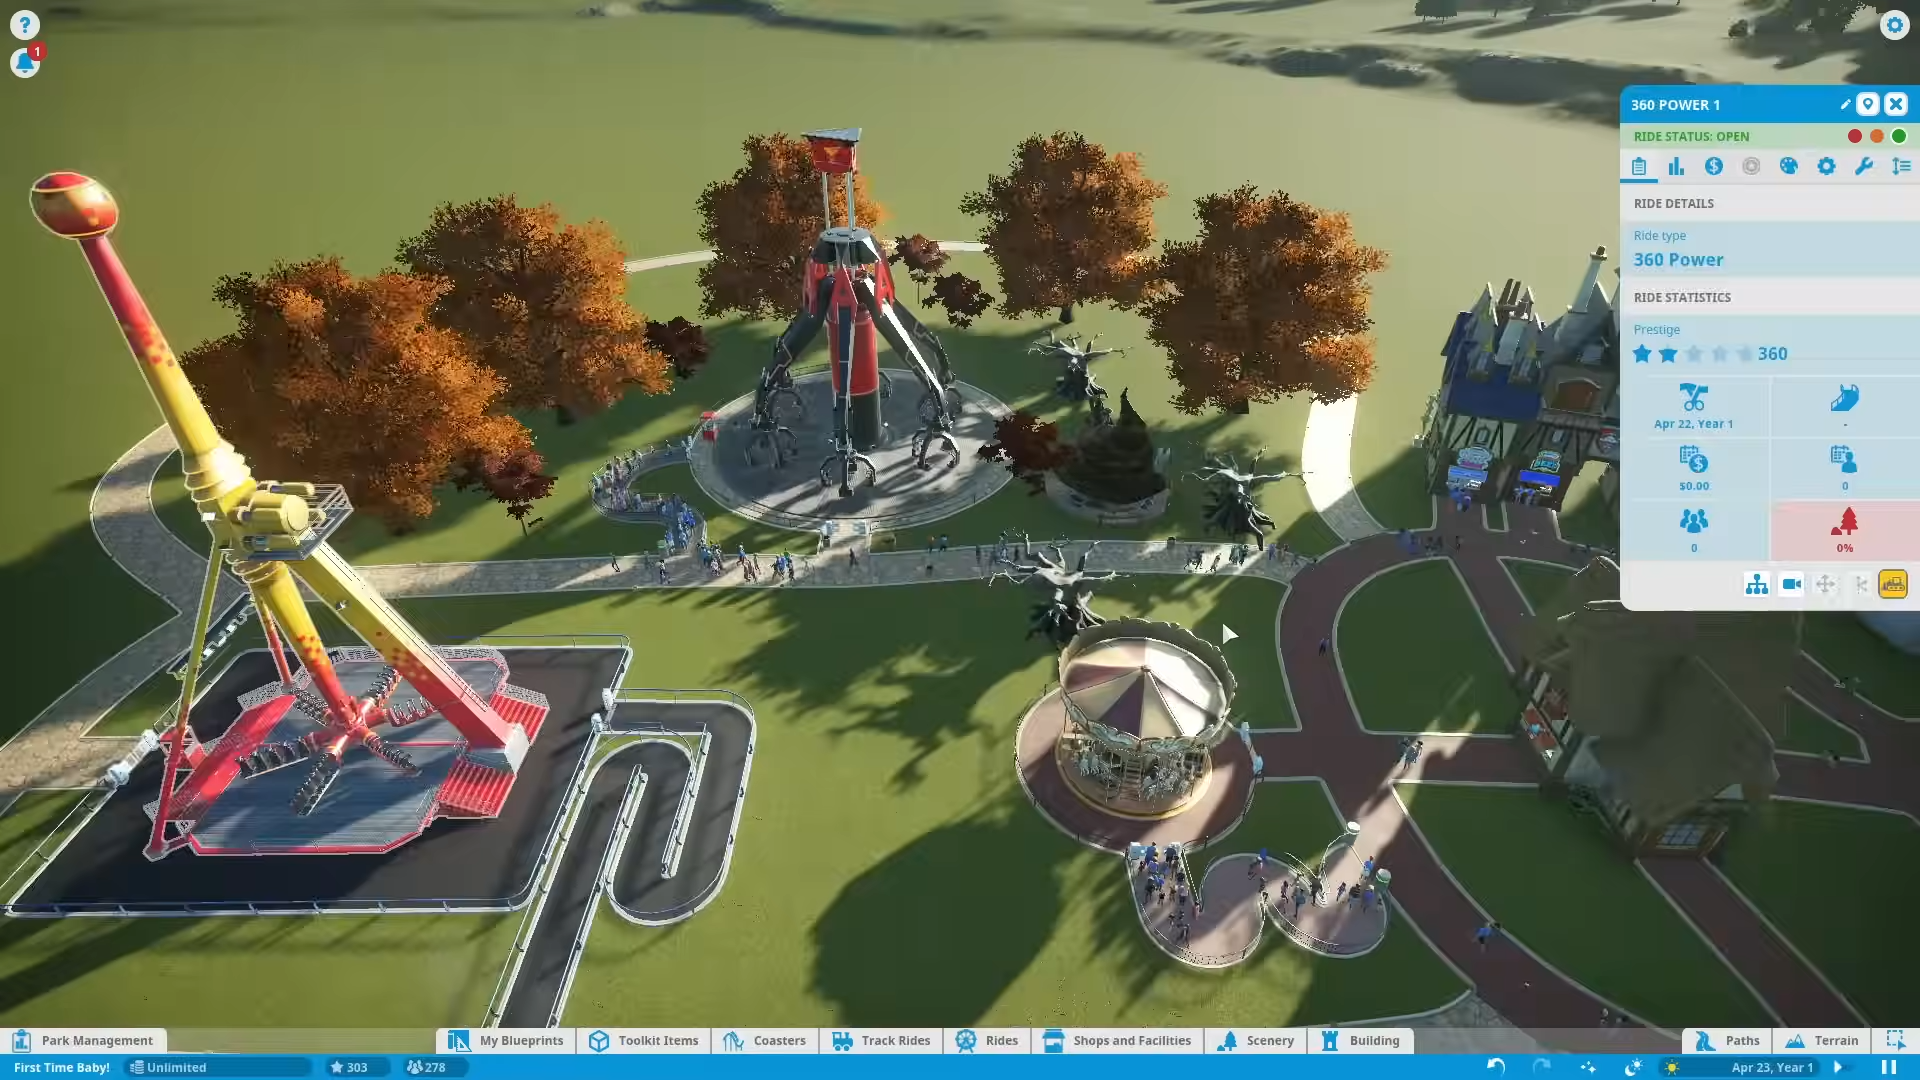 ?
1
360 POWER 1
RIDE STATUS: OPEN
RIDE DETAILS
Ride type
360 Power
RIDE STATISTICS
Prestige
360
Apr 22, Year 1
-
$0.00
0
0
0%
Park Management
My Blueprints
Toolkit Items
Coasters
Track Rides
Rides
Shops and Facilities
Scenery
Building
Paths
Terrain
First Time Baby!
Unlimited
303
278
Apr 23, Year 1